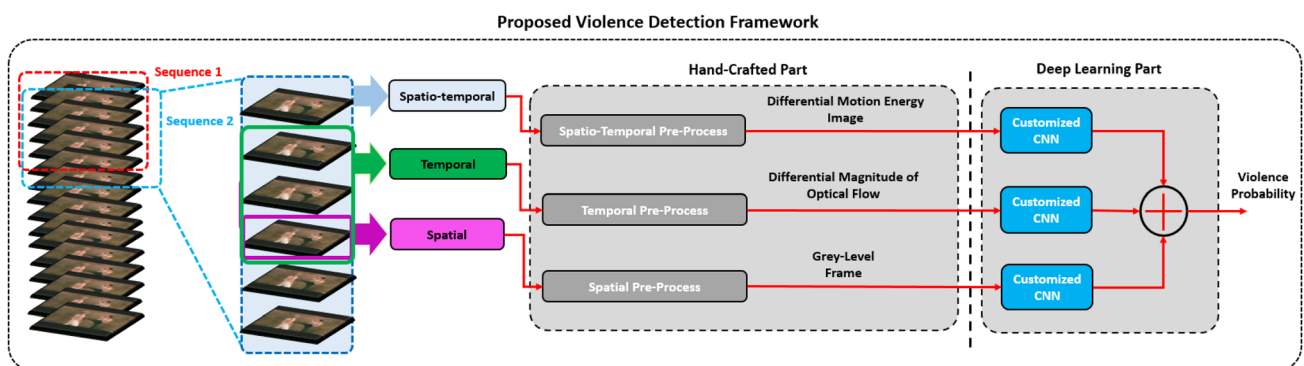 Proposed Violence Detection Framework
Sequence 1
Sequence 2
Spatio-temporal
Temporal
Spatial
Hand-Crafted Part
Spatio-Temporal Pre-Process
Differential Motion Energy
Image
Temporal Pre-Process
Differential Magnitude of
Optical Flow
Spatial Pre-Process
Grey-Level
Frame
Deep Learning Part
Customized
CNN
Customized
CNN
Customized
CNN
Violence
Probability